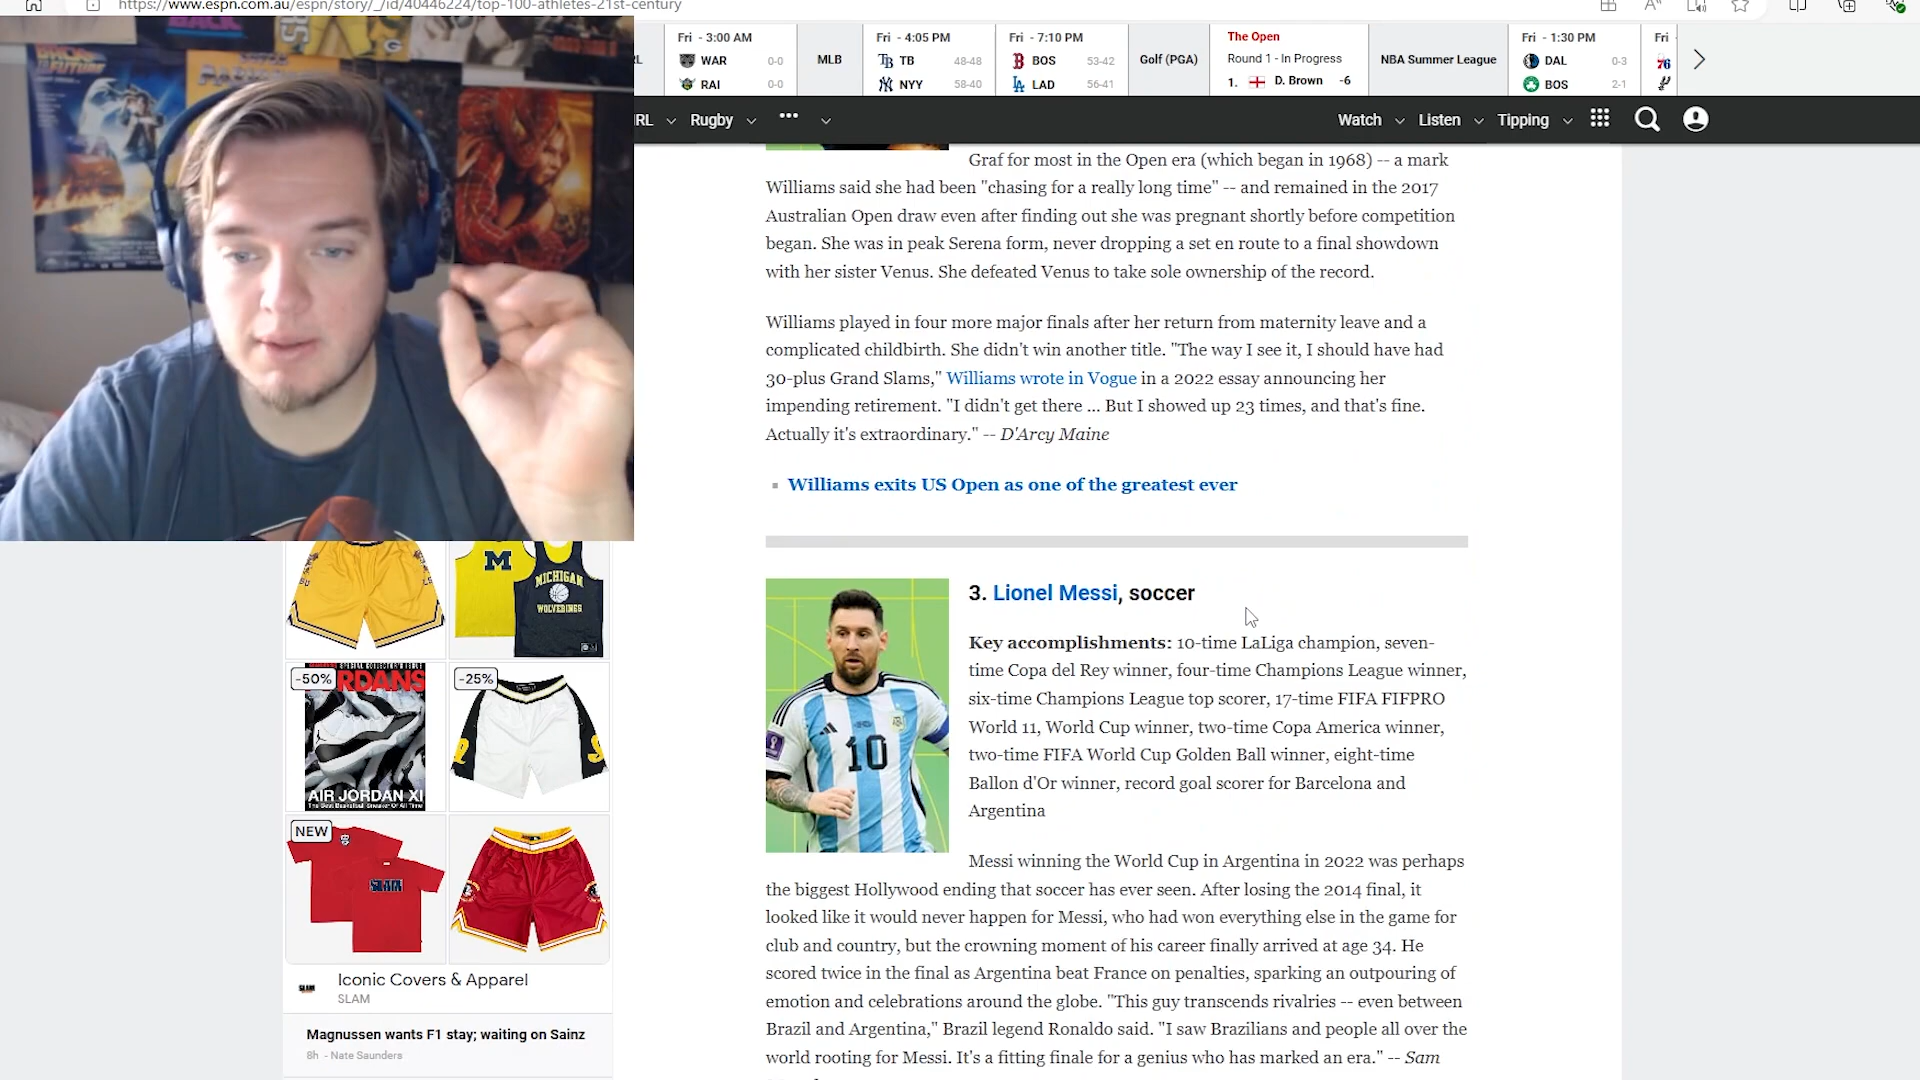 https://www.espn.com.au/espn/story/_/id/40446224/top-100-athletes-21st-century
Fri - 3:00 AM
WAR 0-0
RAI 0-0
MLB
Fri - 4:05 PM
TB 48-48
NYY 58-40
Fri - 7:10 PM
BOS 53-42
LAD 56-41
Golf (PGA)
The Open
Round 1 - In Progress
1. D. Brown -6
NBA Summer League
Fri - 1:30 PM
DAL 0-3
BOS 2-1
Fri
76
Rugby
Watch
Listen
Tipping
BACK TO THE FUTURE
Graf for most in the Open era (which began in 1968) -- a mark
Williams said she had been "chasing for a really long time" -- and remained in the 2017
Australian Open draw even after finding out she was pregnant shortly before competition
began. She was in peak Serena form, never dropping a set en route to a final showdown
with her sister Venus. She defeated Venus to take sole ownership of the record.
Williams played in four more major finals after her return from maternity leave and a
complicated childbirth. She didn't win another title. "The way I see it, I should have had
30-plus Grand Slams," Williams wrote in Vogue in a 2022 essay announcing her
impending retirement. "I didn't get there ... But I showed up 23 times, and that's fine.
Actually it's extraordinary." -- D'Arcy Maine
Williams exits US Open as one of the greatest ever
3. Lionel Messi, soccer
Key accomplishments: 10-time LaLiga champion, seven-
time Copa del Rey winner, four-time Champions League winner,
six-time Champions League top scorer, 17-time FIFA FIFPRO
World 11, World Cup winner, two-time Copa America winner,
two-time FIFA World Cup Golden Ball winner, eight-time
Ballon d'Or winner, record goal scorer for Barcelona and
Argentina
10
Messi winning the World Cup in Argentina in 2022 was perhaps
the biggest Hollywood ending that soccer has ever seen. After losing the 2014 final, it
looked like it would never happen for Messi, who had won everything else in the game for
club and country, but the crowning moment of his career finally arrived at age 34. He
scored twice in the final as Argentina beat France on penalties, sparking an outpouring of
emotion and celebrations around the globe. "This guy transcends rivalries -- even between
Brazil and Argentina," Brazil legend Ronaldo said. "I saw Brazilians and people all over the
world rooting for Messi. It's a fitting finale for a genius who has marked an era." -- Sam
M
MICHIGAN
WOLVERINES
-50%
RDANS
AIR JORDAN XI
-25%
NEW
SLAM
Iconic Covers & Apparel
SLAM
Magnussen wants F1 stay; waiting on Sainz
8h - Nate Saunders